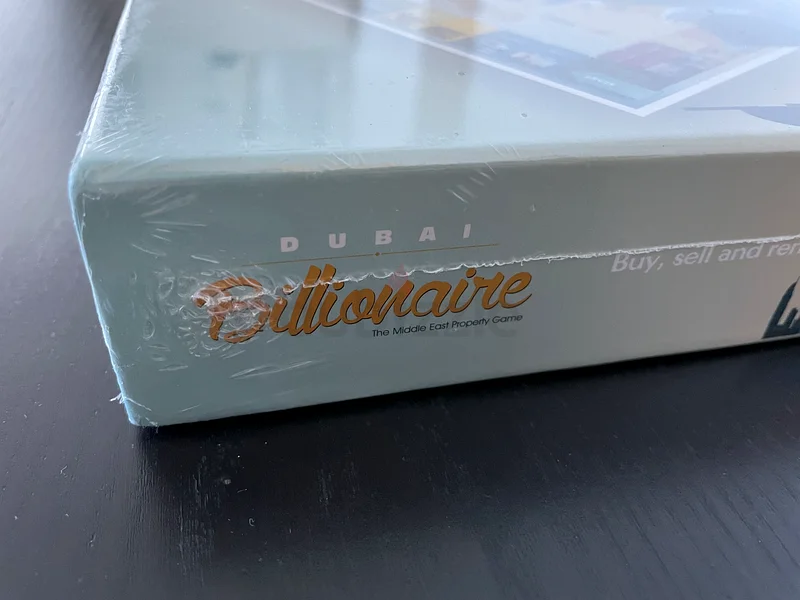 DUBAI
Billionaire
The Middle East Property Game
Buy, sell and ren